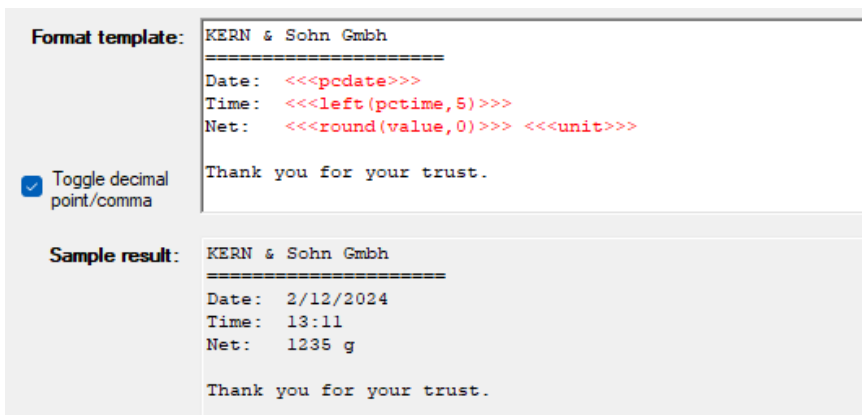 Format template:
KERN & Sohn Gmbh
======================
Date:  <<<pcdate>>>
Time:  <<<left(pctime,5)>>>
Net:   <<<round(value,0)>>> <<<unit>>>
Thank you for your trust.
Toggle decimal
point/comma
Sample result:
KERN & Sohn Gmbh
======================
Date:  2/12/2024
Time:  13:11
Net:   1235 g
Thank you for your trust.